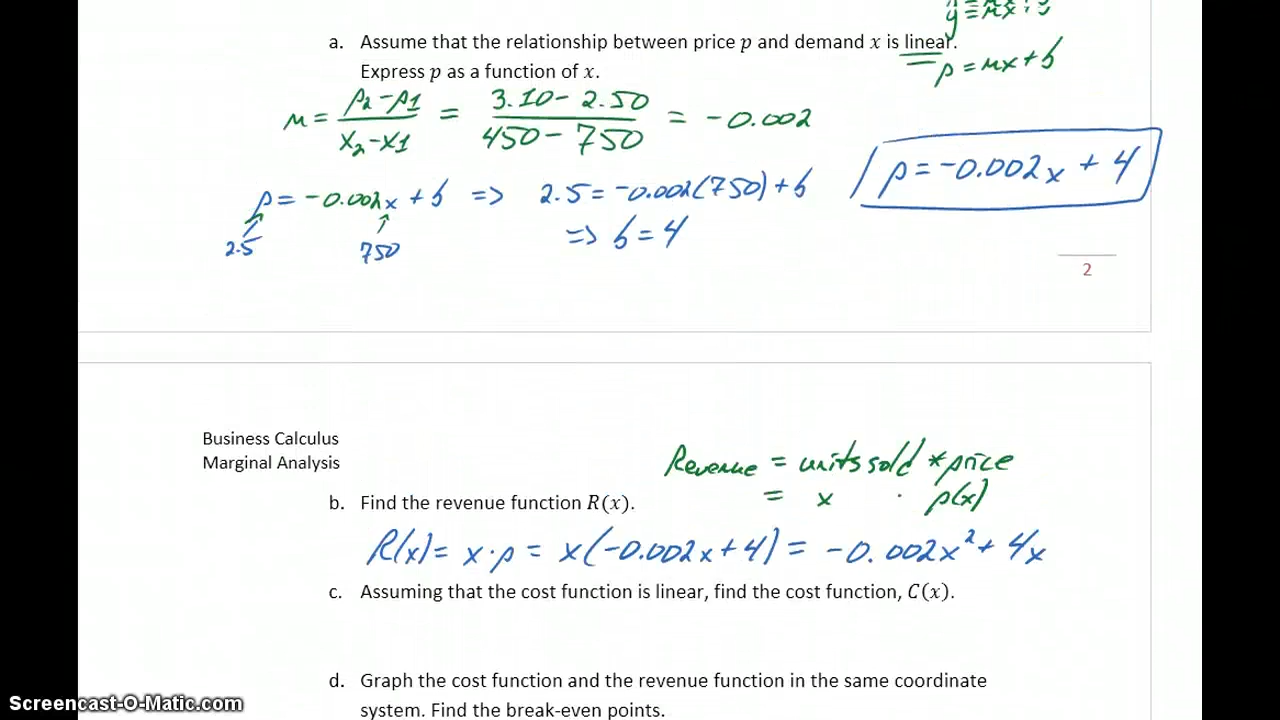 a. Assume that the relationship between price p and demand x is linear.
Express p as a function of x.
p = mx + b
m = p₂ - p1 / x₂ - x1 = 3.10 - 2.50 / 450 - 750 = -0.002
p = -0.002x + b => 2.5 = -0.002(750) + b
2.5 750
=> b = 4
p = -0.002x + 4
2
Business Calculus
Marginal Analysis
Revenue = units sold * price
= x · p(x)
b. Find the revenue function R(x).
R(x) = x · p = x(-0.002x + 4) = -0.002x² + 4x
c. Assuming that the cost function is linear, find the cost function, C(x).
d. Graph the cost function and the revenue function in the same coordinate
system. Find the break-even points.
Screencast-O-Matic.com